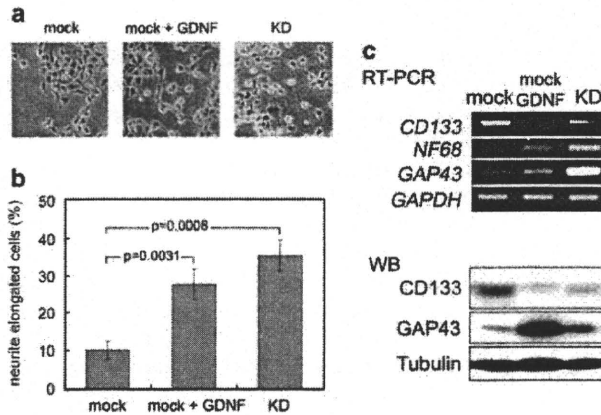 a
mock mock + GDNF KD
b
neurite elongated cells (%)
50
40
30
20
10
0
p=0.0008
p=0.0031
mock mock + GDNF KD
c
RT-PCR
mock mock GDNF KD
CD133
NF68
GAP43
GAPDH
WB
CD133
GAP43
Tubulin